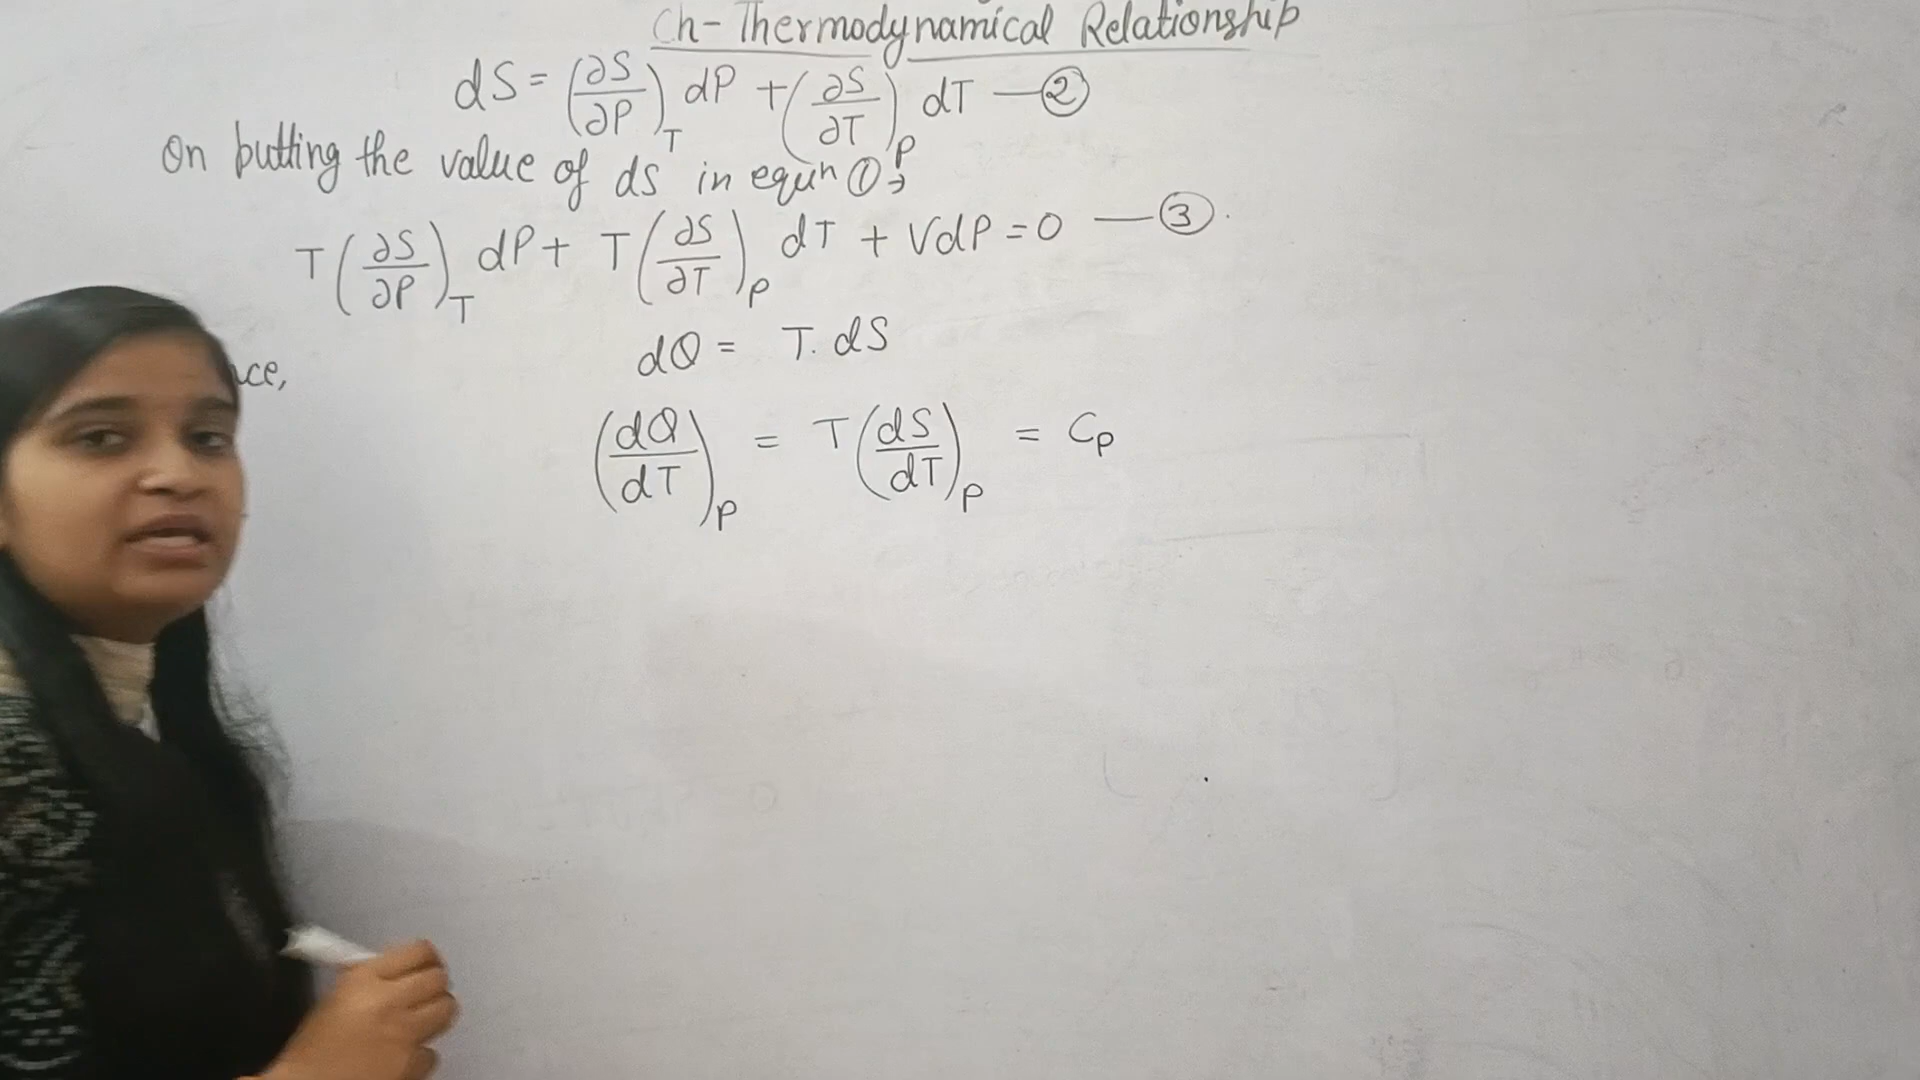 Ch- Thermodynamical Relationship
dS = (∂S/∂P)_T dP + (∂S/∂T)_P dT — ②
On putting the value of dS in equn ①,
T(∂S/∂P)_T dP + T(∂S/∂T)_P dT + VdP = 0 — ③.
dQ = T. dS
(dQ/dT)_P = T(dS/dT)_P = C_P